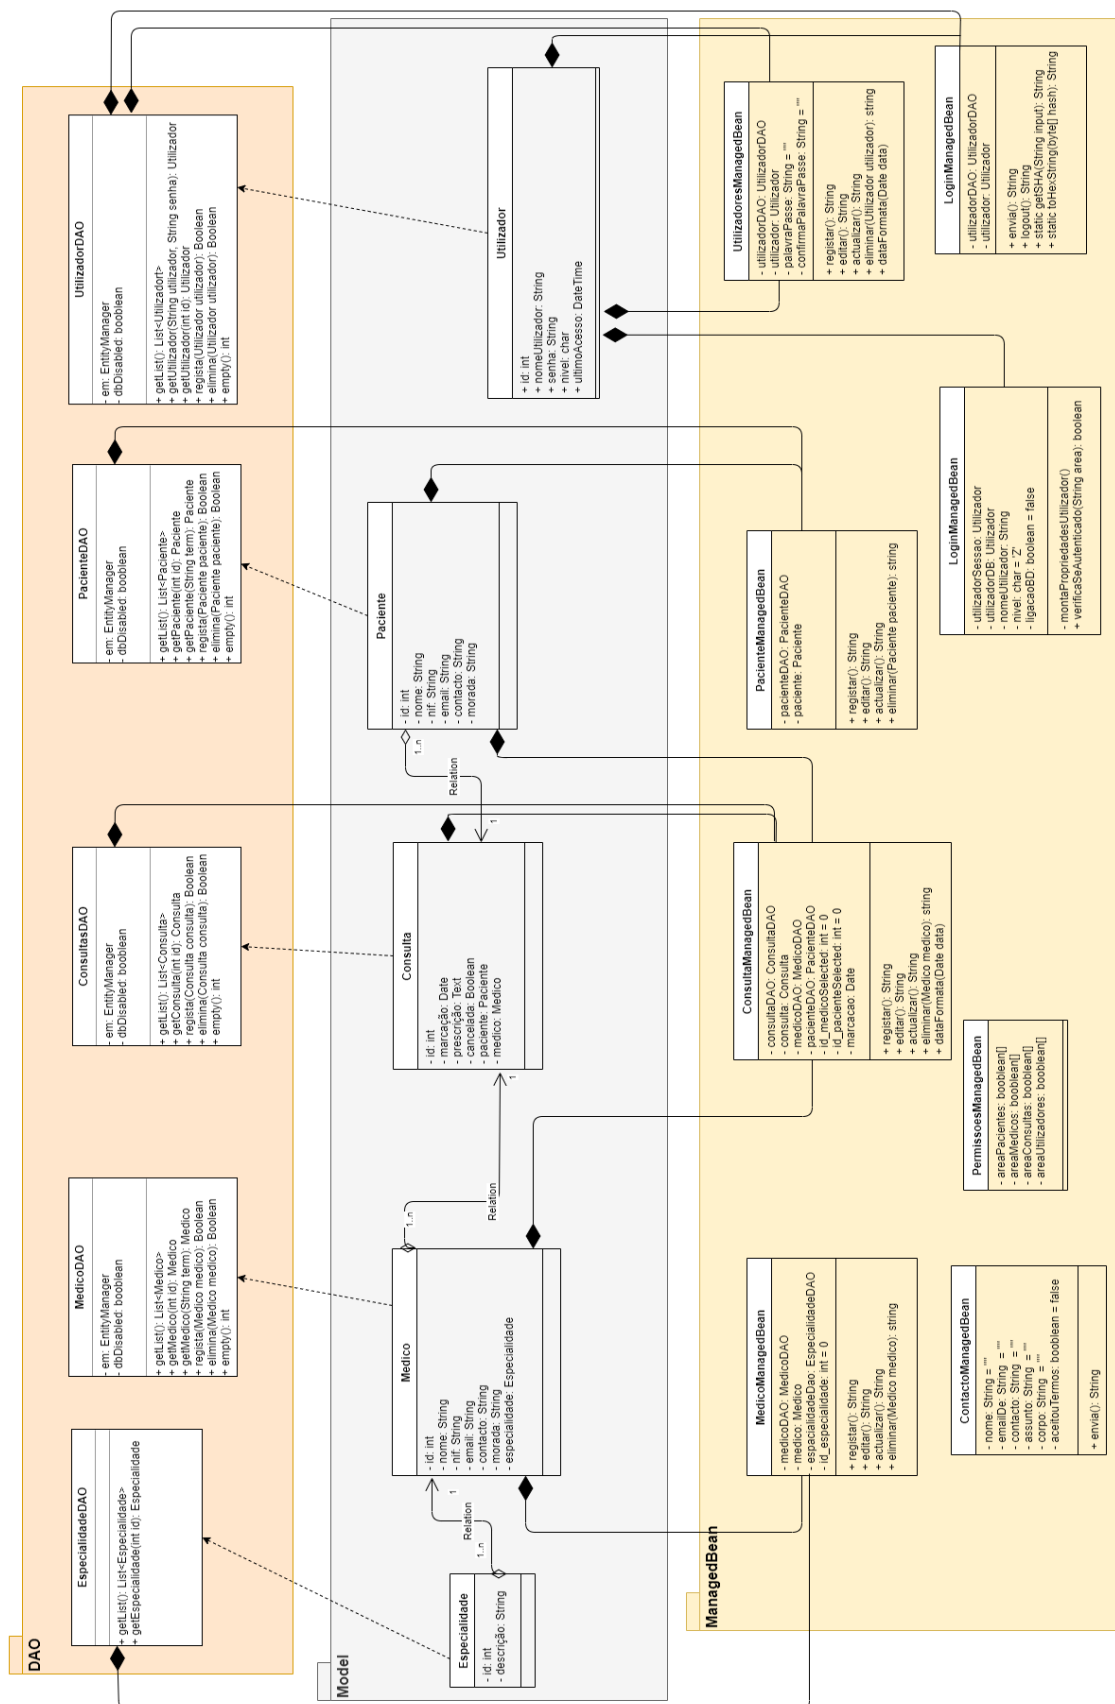 DAO
EspecialidadeDAO
+ getList(): List<Especialidade>
+ getEspecialidade(int id): Especialidade
MedicoDAO
- em: EntityManager
- dbDisabled: booblean
+ getList(): List<Medico>
+ getMedico(int id): Medico
+ getMedico(String term): Medico
+ regista(Medico medico): Boolean
+ elimina(Medico medico): Boolean
+ empty(): int
ConsultasDAO
- em: EntityManager
- dbDisabled: booblean
+ getList(): List<Consulta>
+ getConsulta(int id): Consulta
+ regista(Consulta consulta): Boolean
+ elimina(Consulta consulta): Boolean
+ empty(): int
PacienteDAO
- em: EntityManager
- dbDisabled: booblean
+ getList(): List<Paciente>
+ getPaciente(int id): Paciente
+ getPaciente(String term): Paciente
+ regista(Paciente paciente): Boolean
+ elimina(Paciente paciente): Boolean
+ empty(): int
UtilizadorDAO
- em: EntityManager
- dbDisabled: booblean
+ getList(): List<Utilizadort>
+ getUtilizador(String utilizador, String senha): Utilizador
+ getUtilizador(int id): Utilizador
+ regista(Utilizador utilizador): Boolean
+ elimina(Utilizador utilizador): Boolean
+ empty(): int
Model
Especialidade
- id: int
- descrição: String
1..n
Relation
1
Medico
- id: int
- nome: String
- nif: String
- email: String
- contacto: String
- morada: String
- especialidade: Especialidade
1..n
Relation
1
Consulta
- id: int
- marcação: Date
- prescrição: Text
- cancelada: Boolean
- paciente: Paciente
- medico: Medico
1
Relation
1..n
Paciente
- id: int
- nome: String
- nif: String
- email: String
- contacto: String
- morada: String
Utilizador
+ id: int
+ nomeUtilizador: String
+ senha: String
+ nivel: char
+ ultimoAcesso: DateTime
ManagedBean
MedicoManagedBean
- medicoDAO: MedicoDAO
- medico: Medico
- espacialidadeDao: EspecialidadeDAO
- id_especialidade: int = 0
+ registar(): String
+ editar(): String
+ actualizar(): String
+ eliminar(Medico medico): string
ConsultaManagedBean
- consultaDAO: ConsultaDAO
- consulta: Consulta
- medicoDAO: MedicoDAO
- pacienteDAO: PacienteDAO
- id_medicoSelected: int = 0
- id_pacienteSelected: int = 0
- marcacao: Date
+ registar(): String
+ editar(): String
+ actualizar(): String
+ eliminar(Medico medico): string
+ dataFormata(Date data)
PacienteManagedBean
- pacienteDAO: PacienteDAO
- paciente: Paciente
+ registar(): String
+ editar(): String
+ actualizar(): String
+ eliminar(Paciente paciente): string
UtilizadoresManagedBean
- utilizadorDAO: UtilizadorDAO
- utilizador: Utilizador
- palavraPasse: String = ""
- confirmaPalavraPasse: String = ""
+ registar(): String
+ editar(): String
+ actualizar(): String
+ eliminar(Utilizador utilizador): string
+ dataFormata(Date data)
ContactoManagedBean
- nome: String = ""
- emailDe: String = ""
- contacto: String = ""
- assunto: String = ""
- corpo: String = ""
- aceitouTermos: booblean = false
+ envia(): String
PermissoesManagedBean
- areaPacientes: booblean[]
- areaMedicos: booblean[]
- areaConsultas: booblean[]
- areaUtilizadores: booblean[]
LoginManagedBean
- utilizadorSessao: Utilizador
- utilizadorDB: Utilizador
- nomeUtilizador: String
- nivel: char = 'Z'
- ligacaoBD: boolean = false
- montaPropriedadesUtilizador()
+ verificaSeAutenticado(String area): boolean
LoginManagedBean
- utilizadorDAO: UtilizadorDAO
- utilizador: Utilizador
+ envia(): String
+ logout(): String
+ static getSHA(String input): String
+ static toHexString(byte[] hash): String